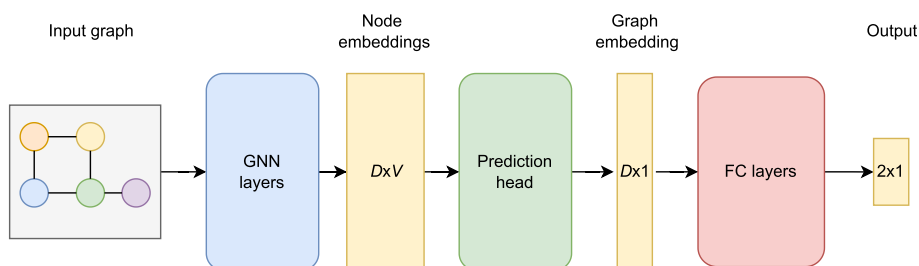 Input graph
Node
embeddings
Graph
embedding
Output
GNN
layers
DxV
Prediction
head
Dx1
FC layers
2x1